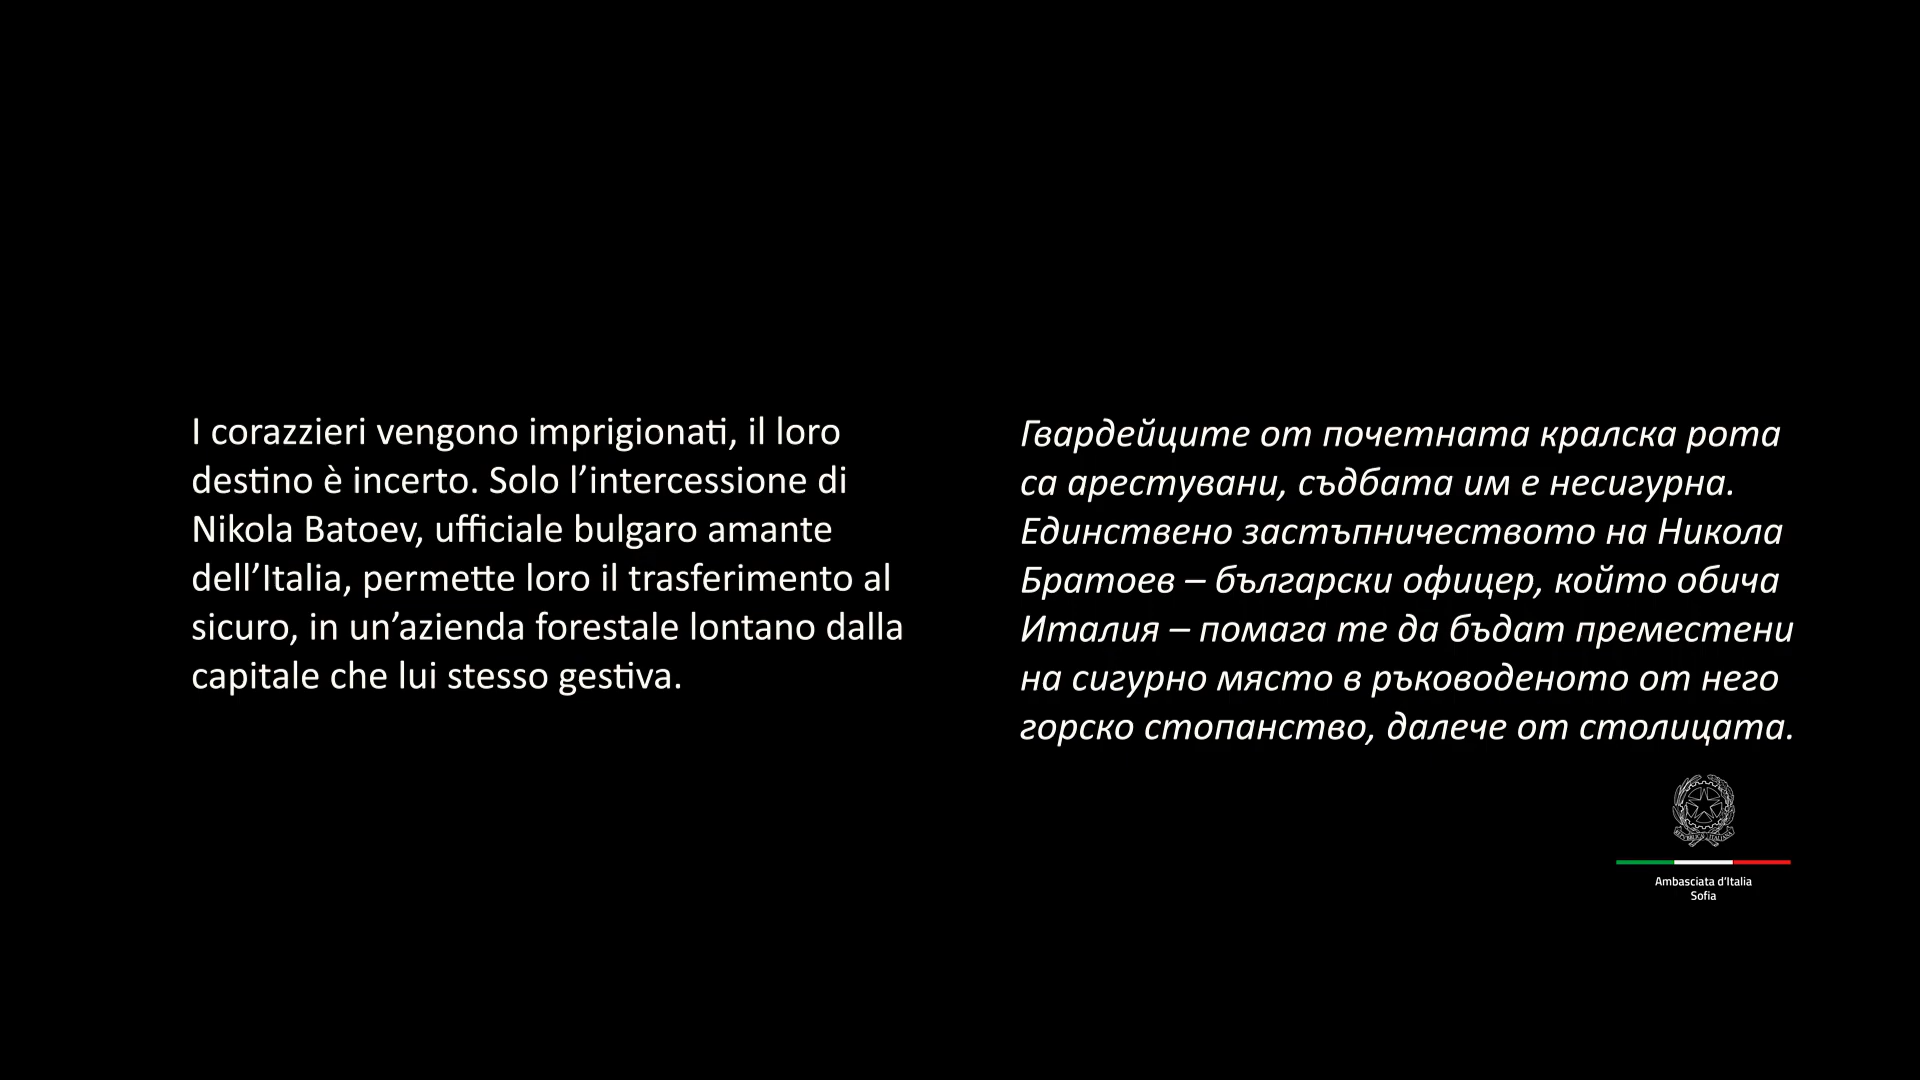 I corazzieri vengono imprigionati, il loro
destino è incerto. Solo l’intercessione di
Nikola Batoev, ufficiale bulgaro amante
dell’Italia, permette loro il trasferimento al
sicuro, in un’azienda forestale lontano dalla
capitale che lui stesso gestiva.
Гвардейците от почетната кралска рота
са арестувани, съдбата им е несигурна.
Единствено застъпничеството на Никола
Братоев – български офицер, който обича
Италия – помага те да бъдат преместени
на сигурно място в ръководеното от него
горско стопанство, далече от столицата.
REPVBBLICA ITALIANA
Ambasciata d’Italia
Sofia